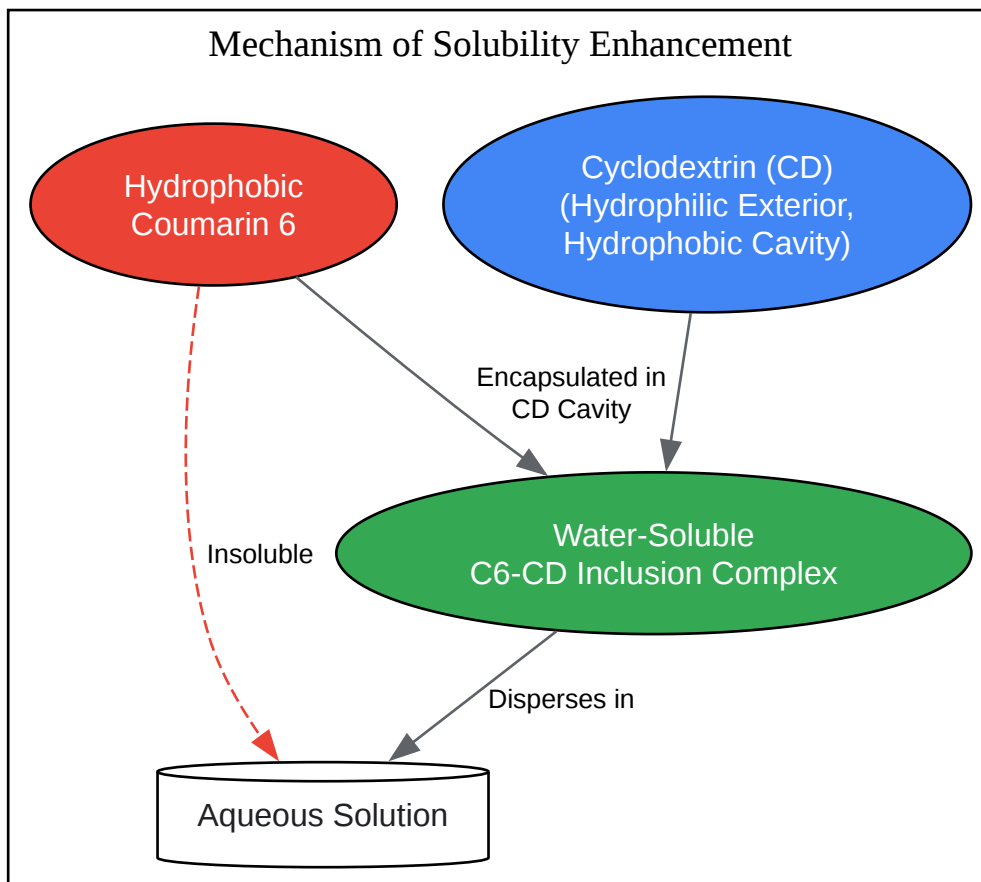 Mechanism of Solubility Enhancement
Hydrophobic
Coumarin 6
Cyclodextrin (CD)
(Hydrophilic Exterior,
Hydrophobic Cavity)
Encapsulated in
CD Cavity
Water-Soluble
C6-CD Inclusion Complex
Insoluble
Disperses in
Aqueous Solution